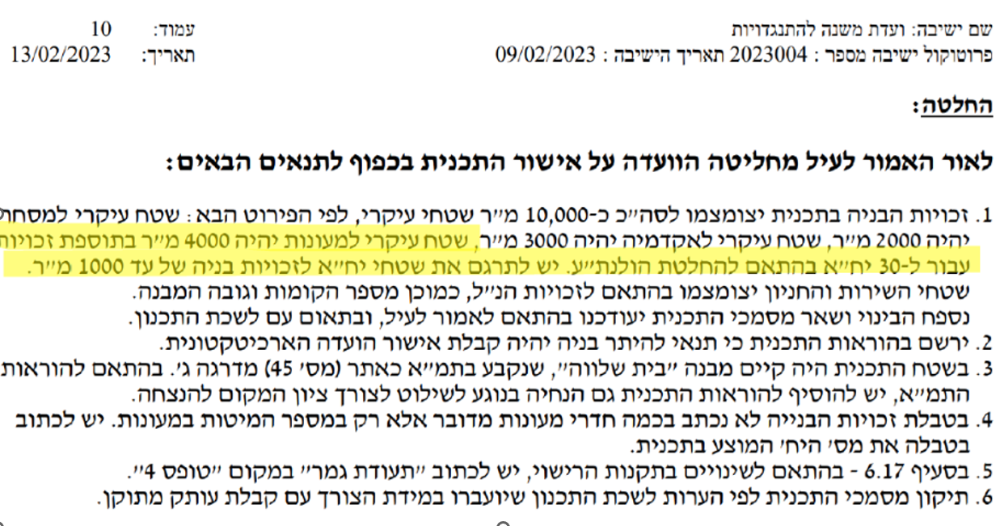 שם ישיבה: ועדת משנה להתנגדויות עמוד: 10
פרוטוקול ישיבה מספר : 2023004 תאריך הישיבה : 09/02/2023 תאריך: 13/02/2023
החלטה:
לאור האמור לעיל מחליטה הוועדה על אישור התכנית בכפוף לתנאים הבאים:
1. זכויות הבניה בתכנית יצומצמו לסה״כ כ-10,000 מ״ר שטחי עיקרי, לפי הפירוט הבא: שטח עיקרי למסחר
יהיה 2000 מ״ר, שטח עיקרי לאקדמיה יהיה 3000 מ״ר, שטח עיקרי למעונות יהיה 4000 מ״ר בתוספת זכויות
עבור ל-30 יח״א בהתאם להחלטת הולנת״ע. יש לתרגם את שטחי יח״א לזכויות בניה של עד 1000 מ״ר.
שטחי השירות והחניון יצומצמו בהתאם לזכויות הנ״ל, כמוכן מספר הקומות וגובה המבנה.
נספח הבינוי ושאר מסמכי התכנית יעודכנו בהתאם לאמור לעיל, ובתאום עם לשכת התכנון.
2. ירשם בהוראות התכנית כי תנאי להיתר בניה יהיה קבלת אישור הועדה הארכיטקטונית.
3. בשטח התכנית היה קיים מבנה ״בית שלווה״, שנקבע בתמ״א כאתר (מס׳ 45) מדרגה ג׳. בהתאם להוראות
התמ״א, יש להוסיף להוראות התכנית גם הנחיה בנוגע לשילוט לצורך ציון המקום להנצחה.
4. בטבלת זכויות הבנייה לא נכתב בכמה חדרי מעונות מדובר אלא רק במספר המיטות במעונות. יש לכתוב
בטבלה את מס׳ היח׳ המוצע בתכנית.
5. בסעיף 6.17 - בהתאם לשינויים בתקנות הרישוי, יש לכתוב ״תעודת גמר״ במקום ״טופס 4״.
6. תיקון מסמכי התכנית לפי הערות לשכת התכנון שיועברו במידת הצורך עם קבלת עותק מתוקן.